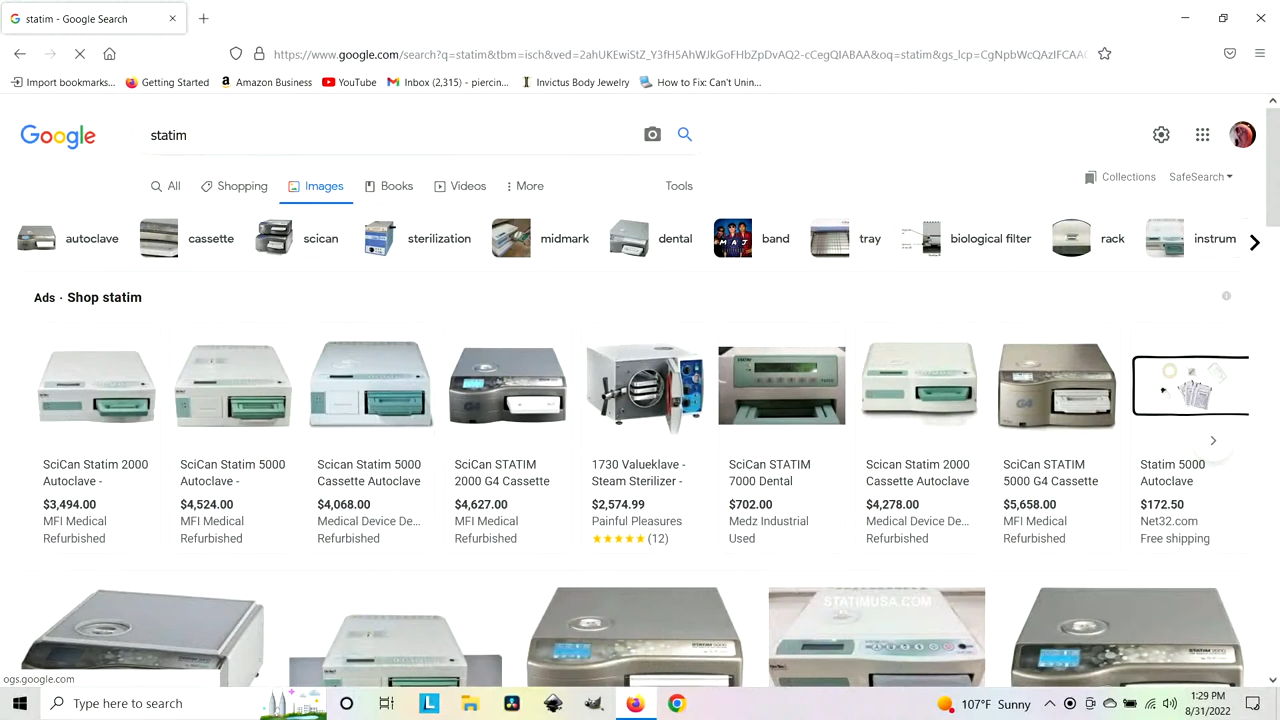 statim - Google Search
https://www.google.com/search?q=statim&tbm=isch&ved=2ahUKEwiStZ_Y3fH5AhWJkGoFHbZpDvAQ2-cCegQIABAA&oq=statim&gs_lcp=CgNpbWcQAzIFCAAC
Import bookmarks... Getting Started Amazon Business YouTube Inbox (2,315) - piercin... Invictus Body Jewelry How to Fix: Can't Unin...
Google statim
All Shopping Images Books Videos More Tools Collections SafeSearch
autoclave cassette scican sterilization midmark dental band tray biological filter rack instrum
Ads · Shop statim
SciCan Statim 2000 Autoclave -
$3,494.00
MFI Medical
Refurbished
SciCan Statim 5000 Autoclave -
$4,524.00
MFI Medical
Refurbished
Scican Statim 5000 Cassette Autoclave
$4,068.00
Medical Device De...
Refurbished
SciCan STATIM 2000 G4 Cassette
$4,627.00
MFI Medical
Refurbished
1730 Valueklave - Steam Sterilizer -
$2,574.99
Painful Pleasures
(12)
SciCan STATIM 7000 Dental
$702.00
Medz Industrial
Used
Scican Statim 2000 Cassette Autoclave
$4,278.00
Medical Device De...
Refurbished
SciCan STATIM 5000 G4 Cassette
$5,658.00
MFI Medical
Refurbished
Statim 5000 Autoclave
$172.50
Net32.com
Free shipping
STATIMUSA.COM
ogs.google.com
Type here to search
107°F Sunny
1:29 PM
8/31/2022